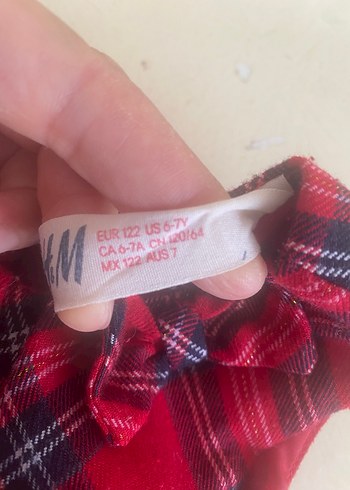 H&M
EUR 122 US 6-7Y
CA 6-7A CN 120/64
MX 122 AUS 7